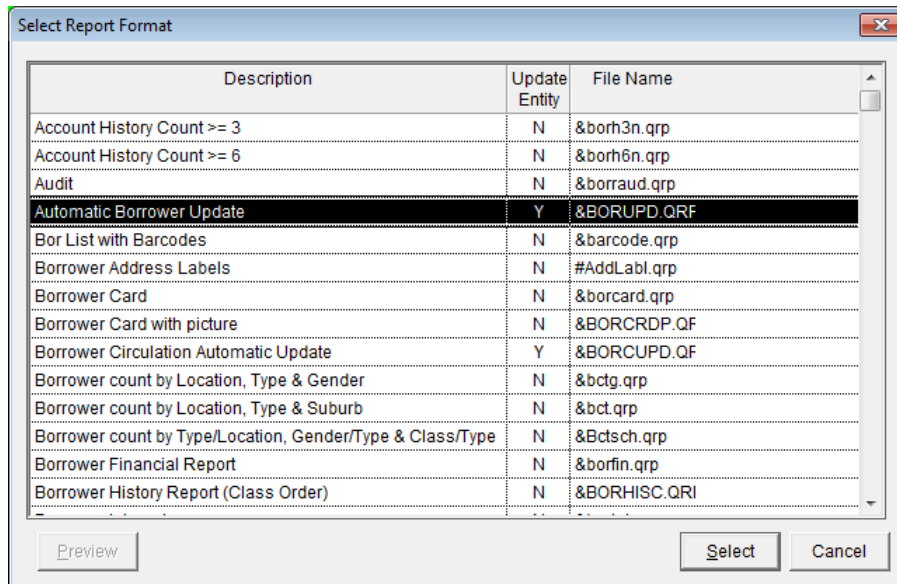 Select Report Format
Description Update Entity File Name
Account History Count >= 3 N &borh3n.qrp
Account History Count >= 6 N &borh6n.qrp
Audit N &borraud.qrp
Automatic Borrower Update Y &BORUPD.QRF
Bor List with Barcodes N &barcode.qrp
Borrower Address Labels N #AddLabl.qrp
Borrower Card N &borcard.qrp
Borrower Card with picture N &BORCRDP.QF
Borrower Circulation Automatic Update Y &BORCUPD.QF
Borrower count by Location, Type & Gender N &bctg.qrp
Borrower count by Location, Type & Suburb N &bct.qrp
Borrower count by Type/Location, Gender/Type & Class/Type N &Bctsch.qrp
Borrower Financial Report N &borfin.qrp
Borrower History Report (Class Order) N &BORHISC.QRI
Preview Select Cancel